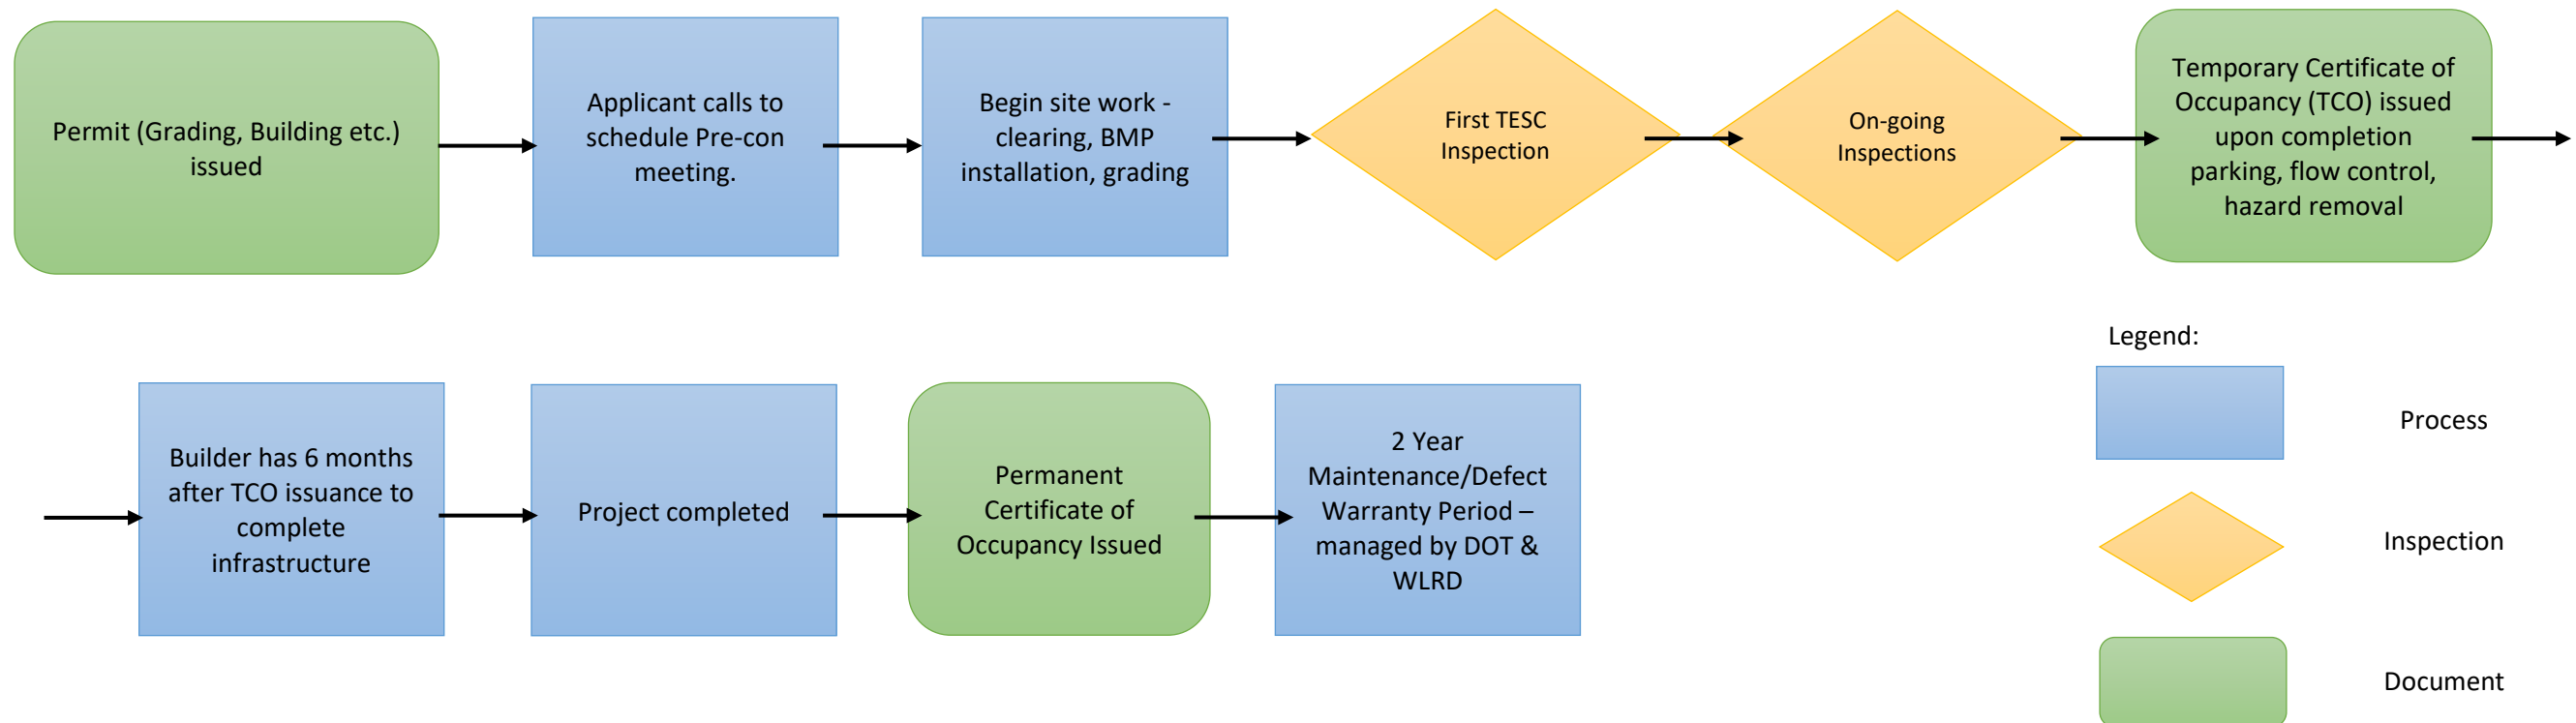 Permit (Grading, Building etc.)
issued
Applicant calls to
schedule Pre-con
meeting.
Begin site work -
clearing, BMP
installation, grading
First TESC
Inspection
On-going
Inspections
Temporary Certificate of
Occupancy (TCO) issued
upon completion
parking, flow control,
hazard removal
Builder has 6 months
after TCO issuance to
complete
infrastructure
Project completed
Permanent
Certificate of
Occupancy Issued
2 Year
Maintenance/Defect
Warranty Period –
managed by DOT &
WLRD
Legend:
Process
Inspection
Document